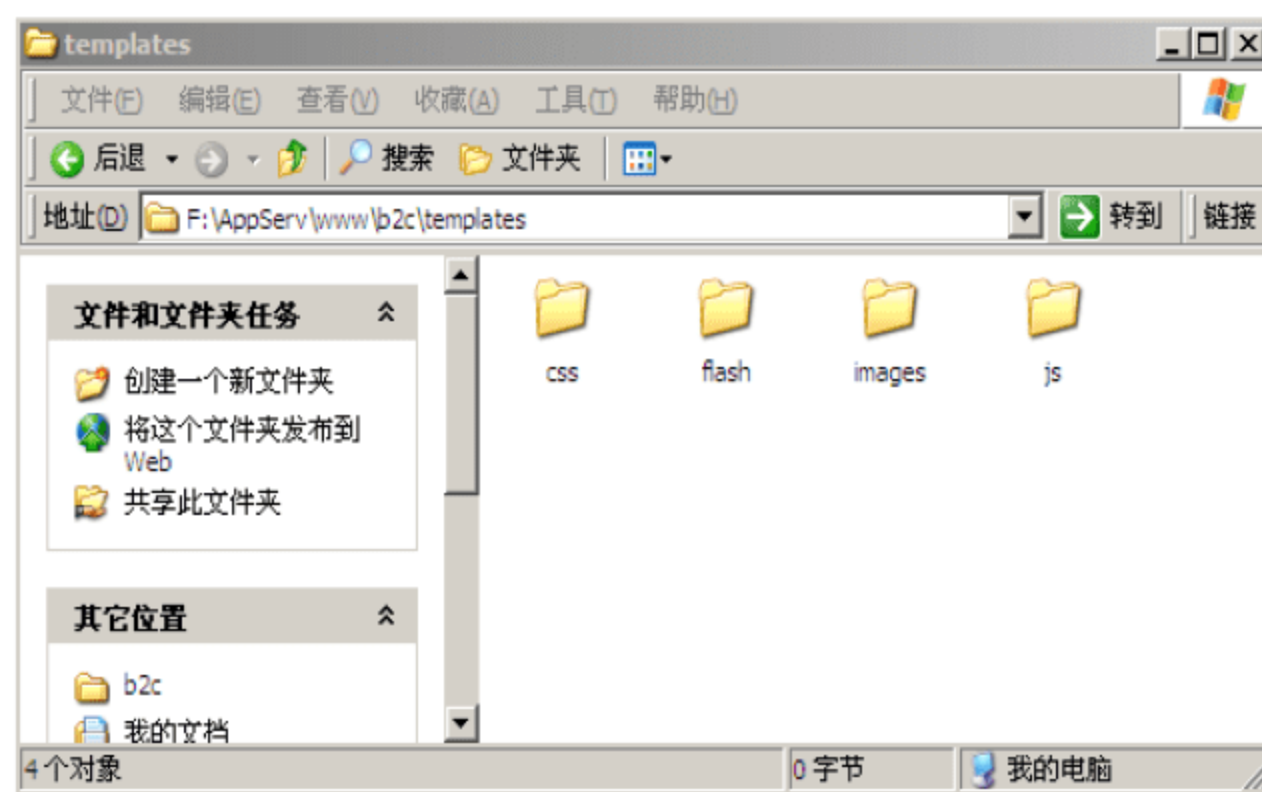 templates
文件(F) 编辑(E) 查看(V) 收藏(A) 工具(T) 帮助(H)
后退 搜索 文件夹
地址(D) F:\AppServ\www\b2c\templates 转到 链接
文件和文件夹任务
创建一个新文件夹
将这个文件夹发布到
Web
共享此文件夹
其它位置
b2c
我的文档
css flash images js
4 个对象 0 字节 我的电脑